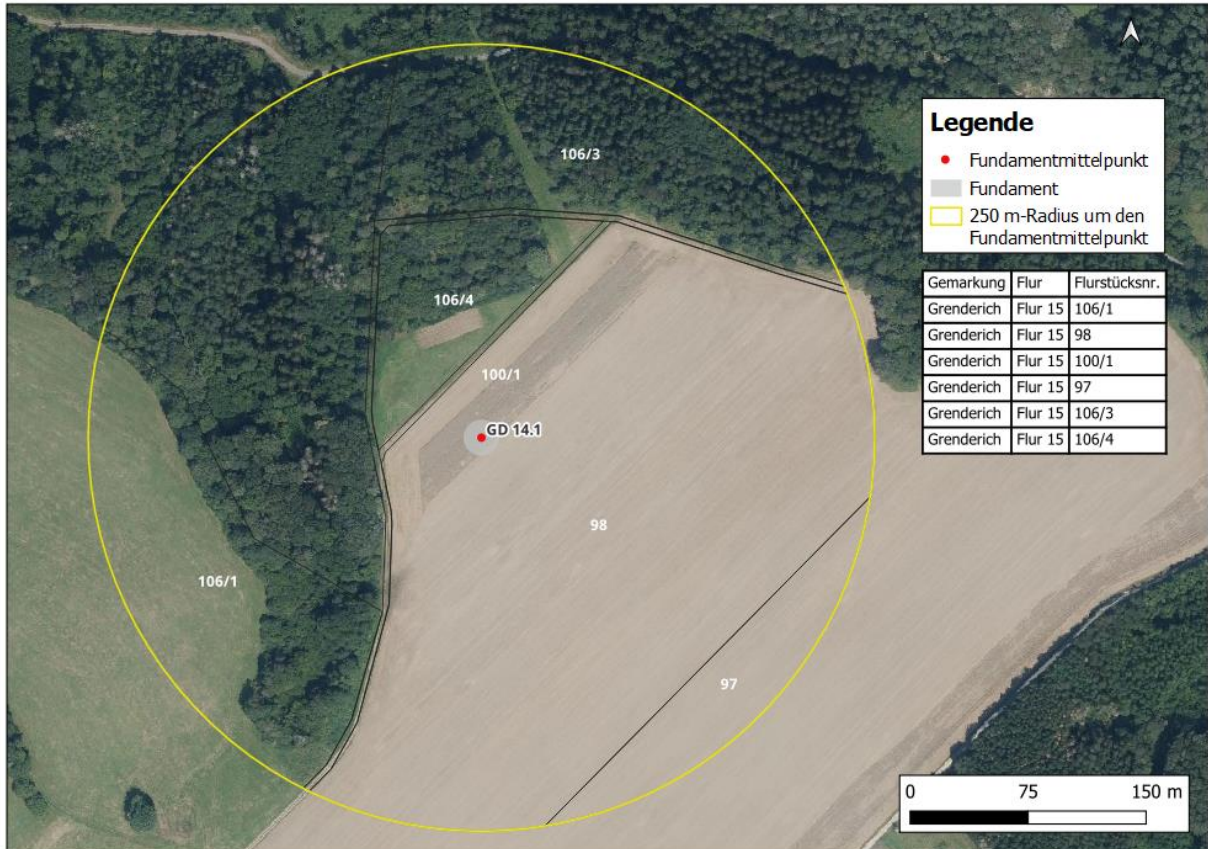 106/3
106/4
100/1
GD 14.1
98
106/1
97
Legende
Fundamentmittelpunkt
Fundament
250 m-Radius um den
Fundamentmittelpunkt
Gemarkung Flur Flurstücksnr.
Grenderich Flur 15 106/1
Grenderich Flur 15 98
Grenderich Flur 15 100/1
Grenderich Flur 15 97
Grenderich Flur 15 106/3
Grenderich Flur 15 106/4
0 75 150 m